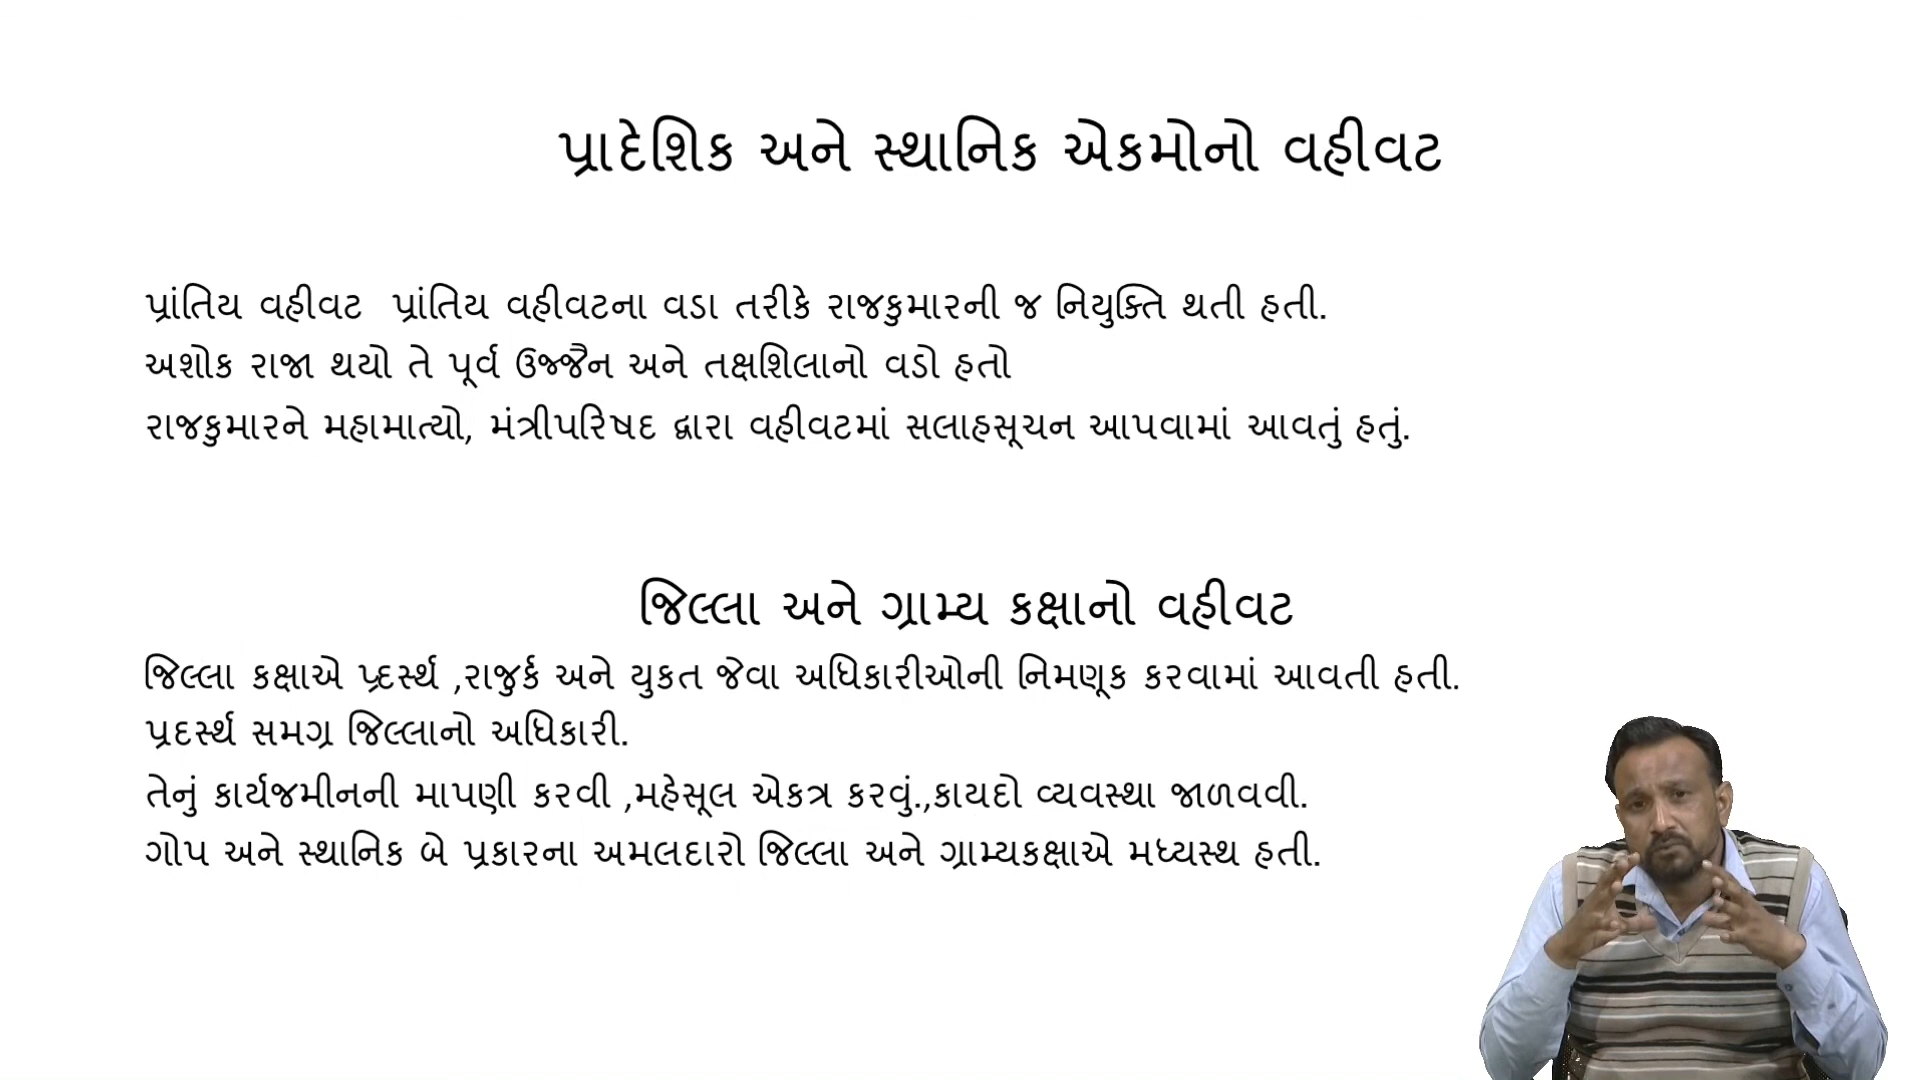 પ્રાદેશિક અને સ્થાનિક એકમોનો વહીવટ
પ્રાંતિય વહીવટ  પ્રાંતિય વહીવટના વડા તરીકે રાજકુમારની જ નિયુક્તિ થતી હતી.
અશોક રાજા થયો તે પૂર્વ ઉજ્જૈન અને તક્ષશિલાનો વડો હતો
રાજકુમારને મહામાત્યો, મંત્રીપરિષદ દ્વારા વહીવટમાં સલાહસૂચન આપવામાં આવતું હતું.
જિલ્લા અને ગ્રામ્ય કક્ષાનો વહીવટ
જિલ્લા કક્ષાએ પ્રદર્સ્થ ,રાજુર્ક અને યુકત જેવા અધિકારીઓની નિમણૂક કરવામાં આવતી હતી.
પ્રદર્સ્થ સમગ્ર જિલ્લાનો અધિકારી.
તેનું કાર્યજમીનની માપણી કરવી ,મહેસૂલ એકત્ર કરવું.,કાયદો વ્યવસ્થા જાળવવી.
ગોપ અને સ્થાનિક બે પ્રકારના અમલદારો જિલ્લા અને ગ્રામ્યકક્ષાએ મધ્યસ્થ હતી.